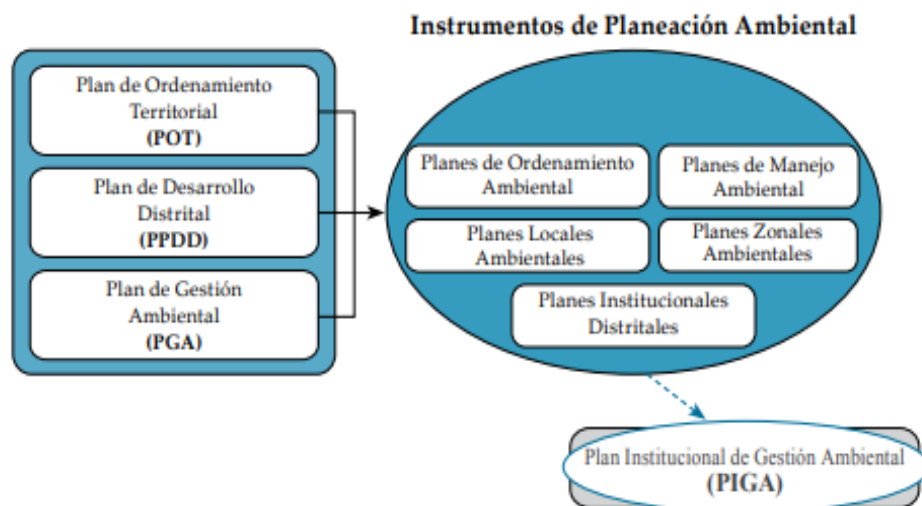 Instrumentos de Planeación Ambiental
Plan de Ordenamiento
Territorial
(POT)
Plan de Desarrollo
Distrital
(PPDD)
Plan de Gestión
Ambiental
(PGA)
Planes de Ordenamiento
Ambiental
Planes de Manejo
Ambiental
Planes Locales
Ambientales
Planes Zonales
Ambientales
Planes Institucionales
Distritales
Plan Institucional de Gestión Ambiental
(PIGA)